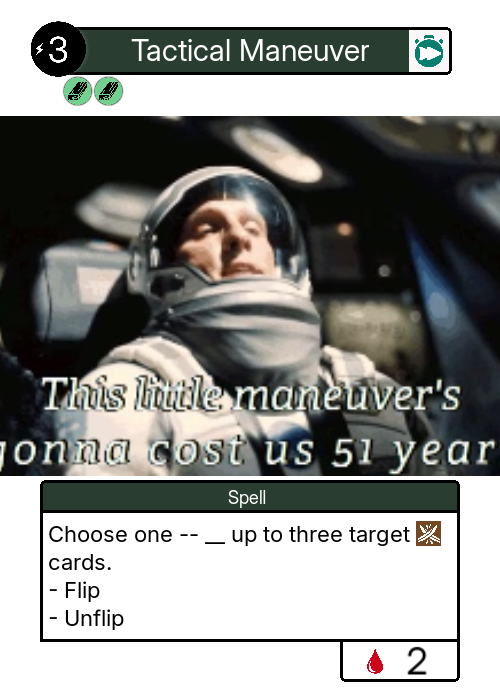 3 Tactical Maneuver
This little maneuver's
gonna cost us 51 year
Spell
Choose one -- __ up to three target
cards.
- Flip
- Unflip
2